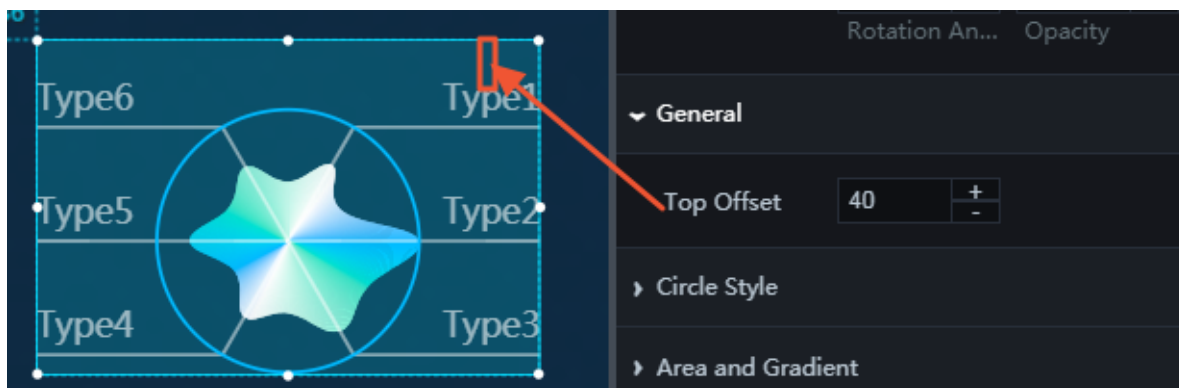 Type6 Type1
Type5 Type2
Type4 Type3
Rotation An... Opacity
General
Top Offset 40 + -
Circle Style
Area and Gradient